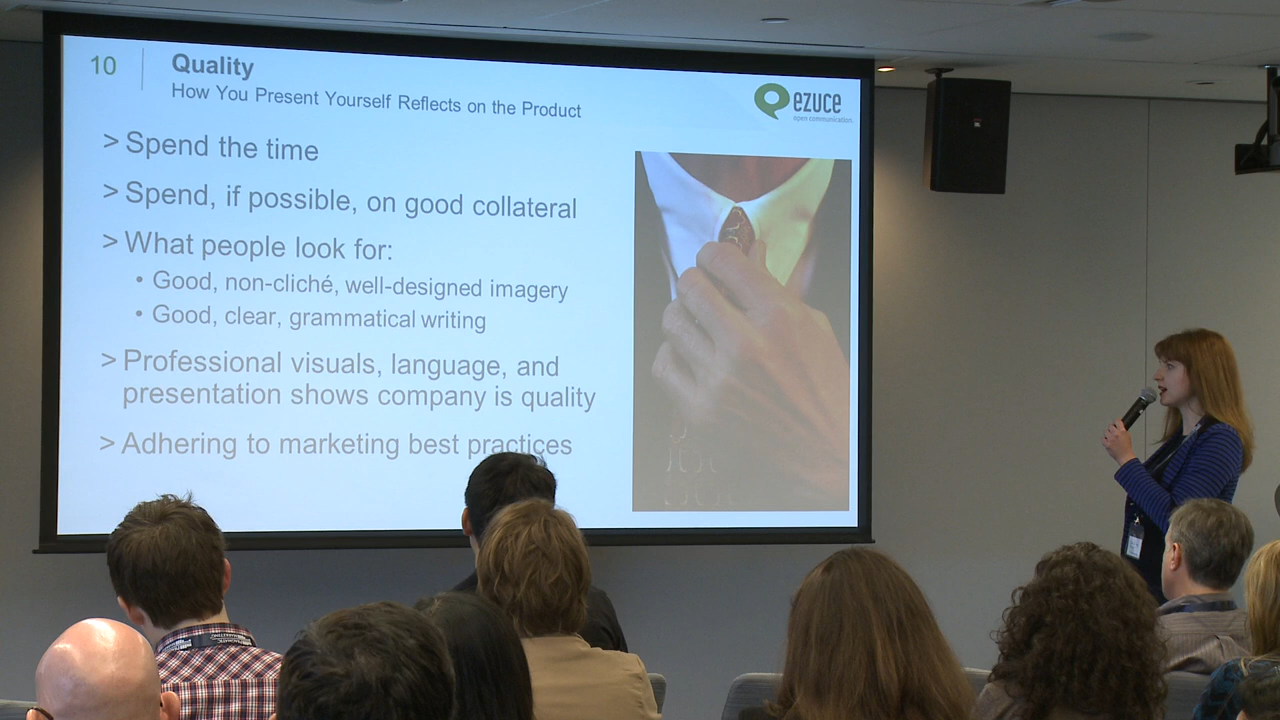 10
Quality
How You Present Yourself Reflects on the Product
ezuce
open communication.
> Spend the time
> Spend, if possible, on good collateral
> What people look for:
• Good, non-cliché, well-designed imagery
• Good, clear, grammatical writing
> Professional visuals, language, and
presentation shows company is quality
> Adhering to marketing best practices